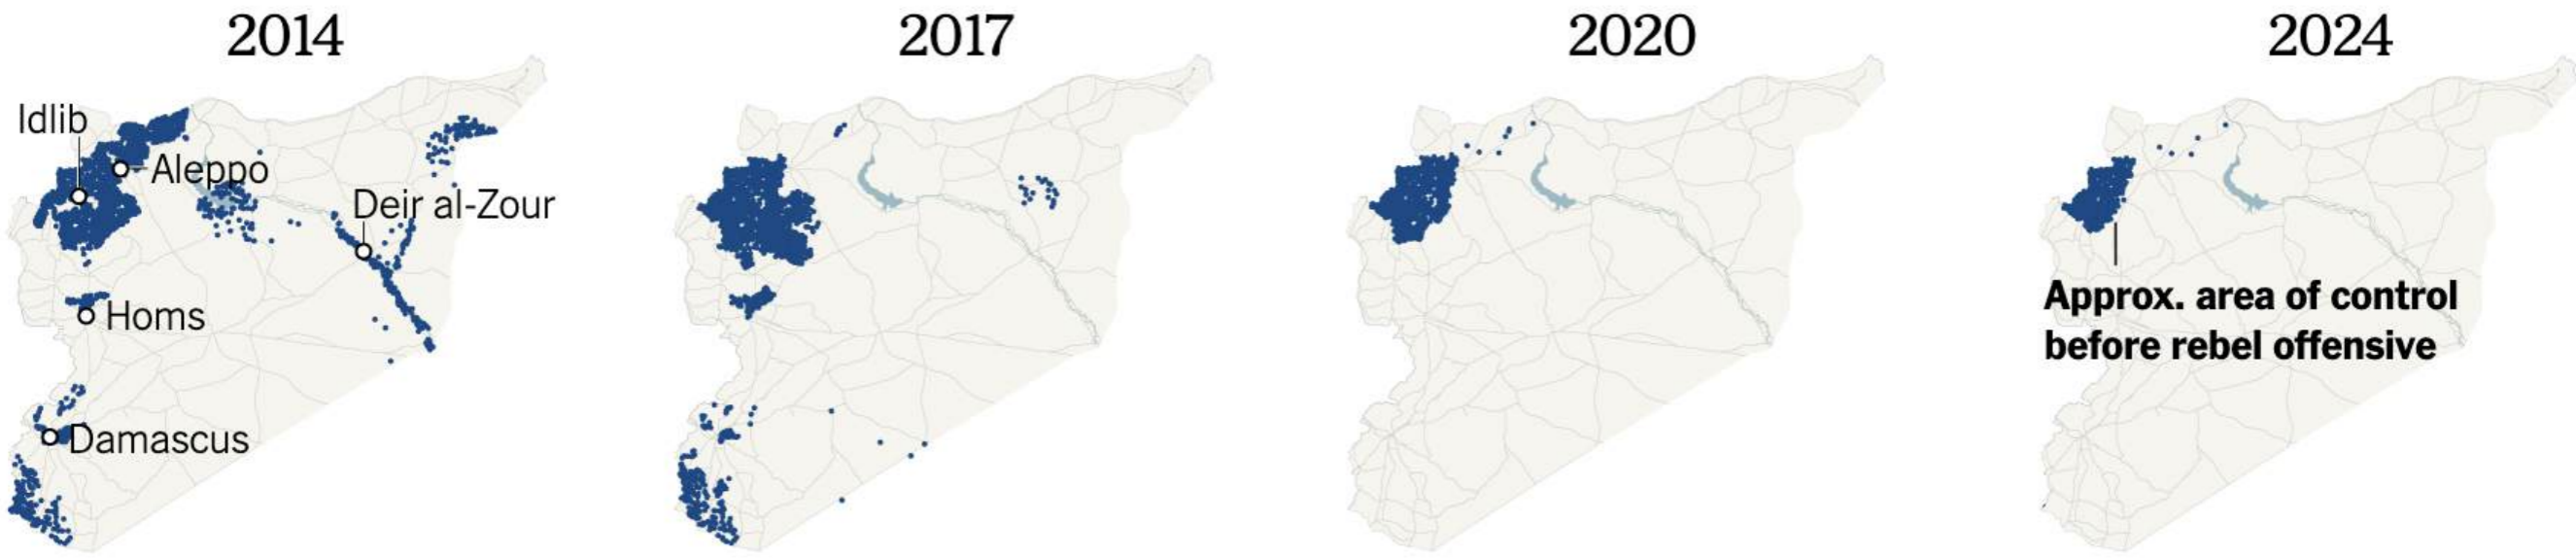 2014
2017
2020
2024
Idlib
Aleppo
Deir al-Zour
Homs
Damascus
Approx. area of control
before rebel offensive